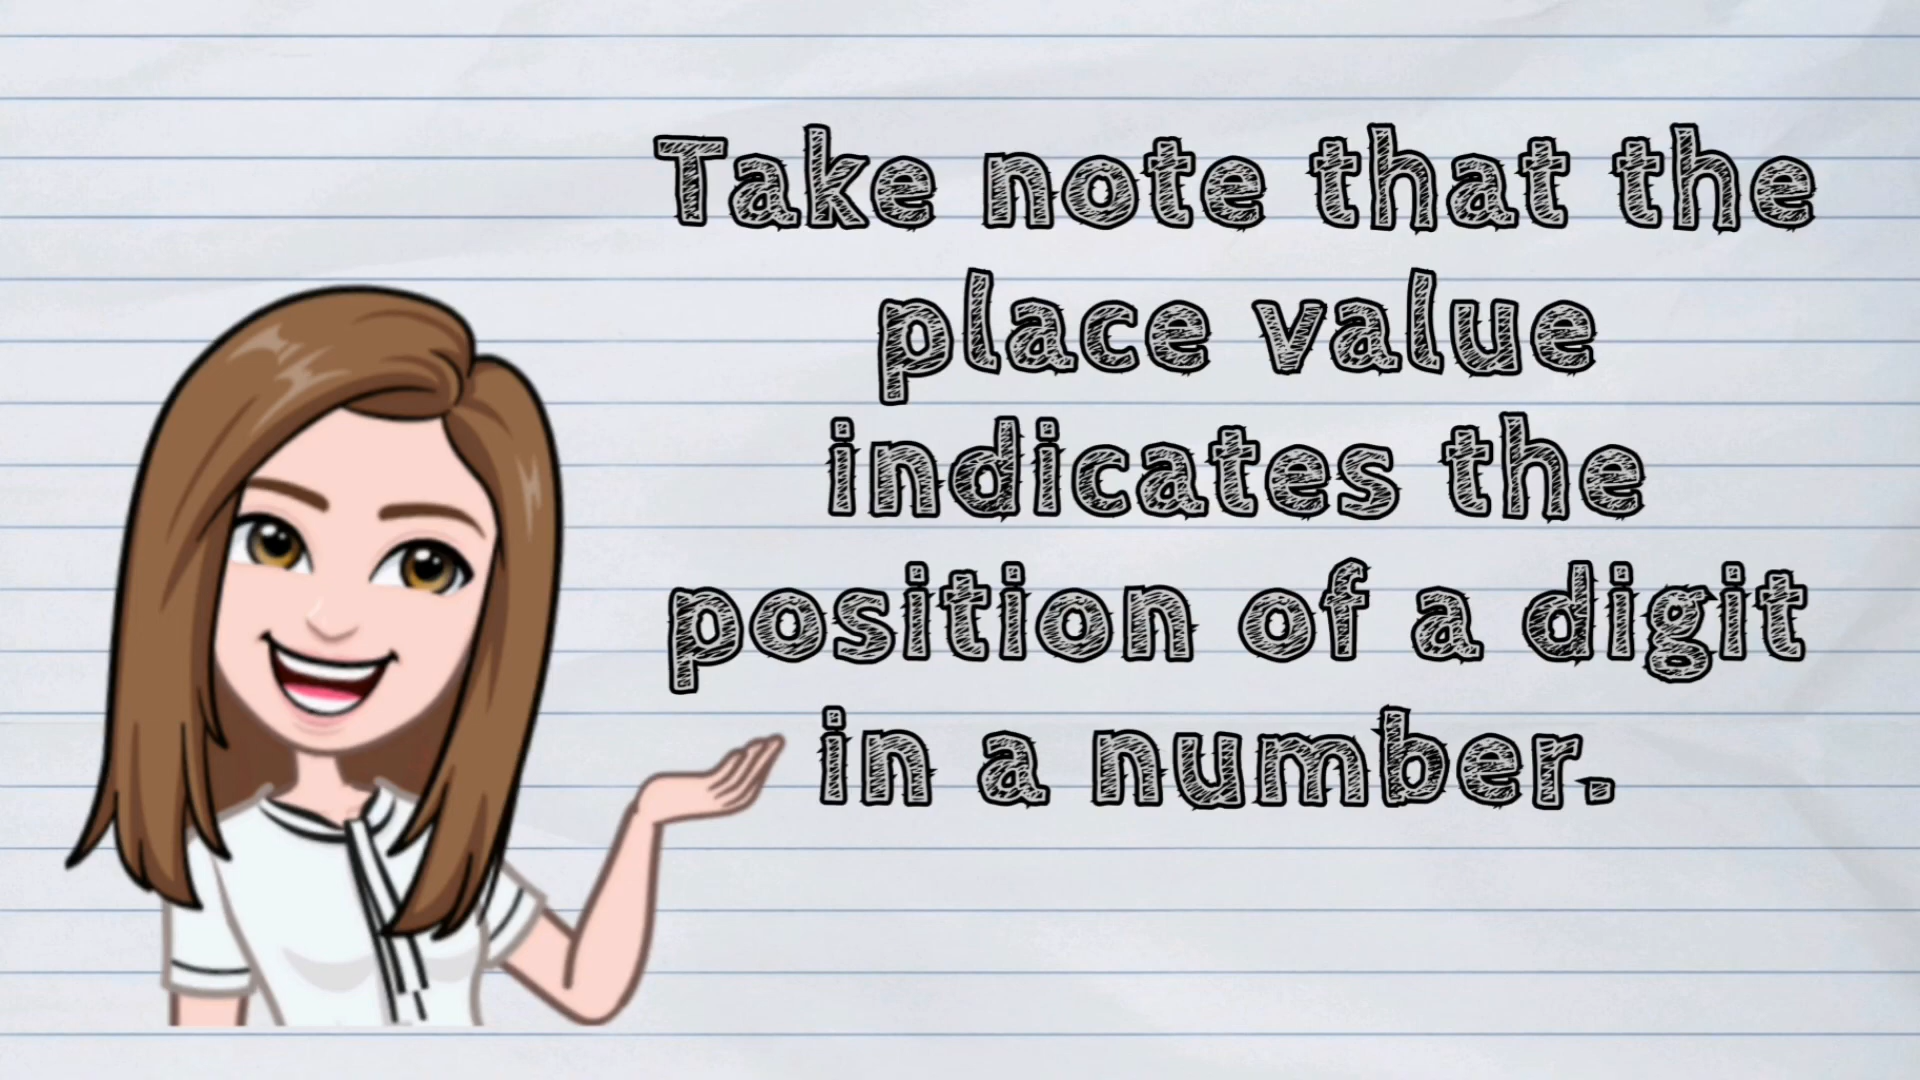 Take note that the
place value
indicates the
position of a digit
in a number.